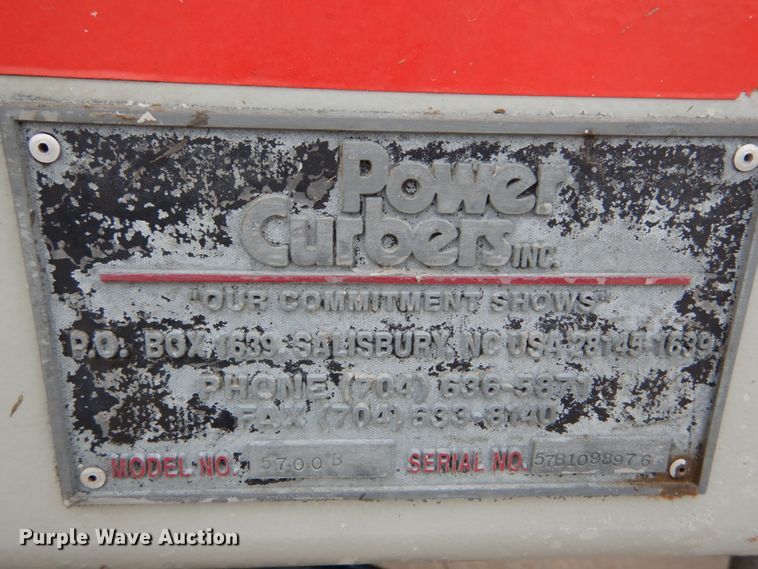 Power
Curbers INC.
"OUR COMMITMENT SHOWS"
P.O. BOX 1639, SALISBURY, NC USA 28145-1639
PHONE (704) 636-5871
FAX (704) 633-8140
MODEL NO. 5700B SERIAL NO. 57B1098976
Purple Wave Auction